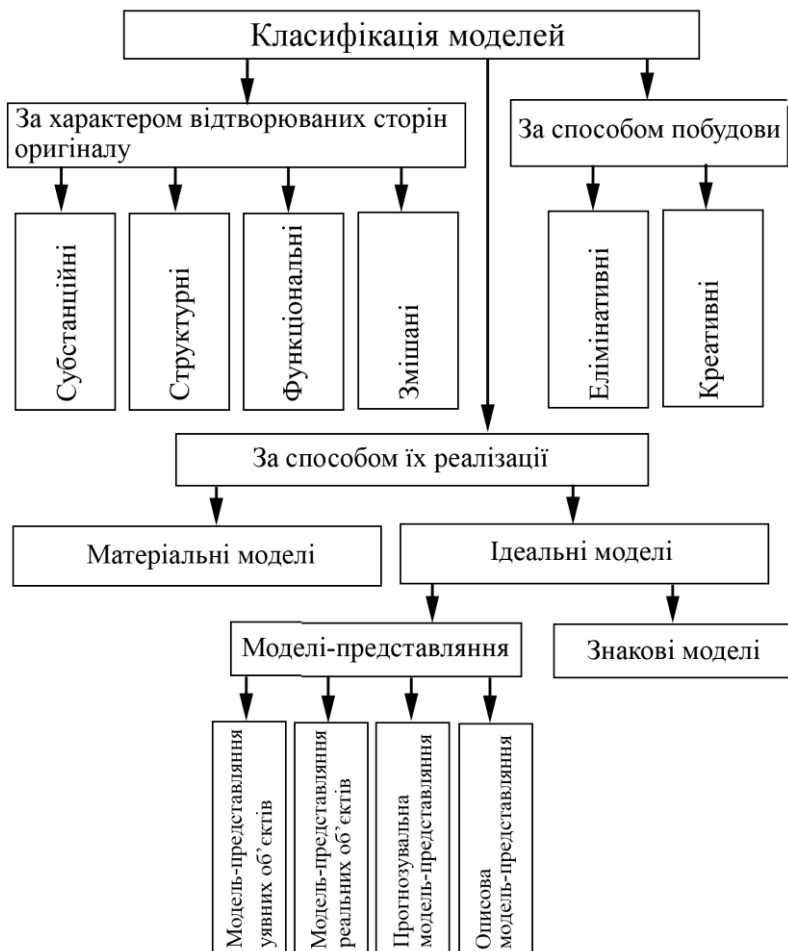 Класифікація моделей
За характером відтворюваних сторін
оригіналу
За способом побудови
Субстанційні
Структурні
Функціональні
Змішані
Елімінативні
Креативні
За способом їх реалізації
Матеріальні моделі
Ідеальні моделі
Моделі-представляння
Знакові моделі
Модель-представляння
уявних об’єктів
Модель-представляння
реальних об’єктів
Прогнозувальна
модель-представляння
Описова
модель-представляння